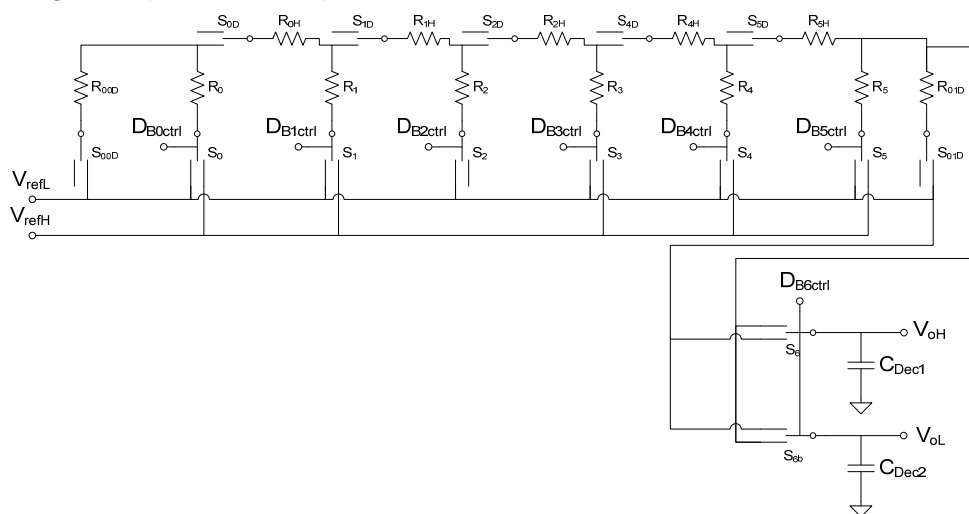 S0D R0H S1D R1H S2D R2H S4D R4H S5D R5H
R00D R0 R1 R2 R3 R4 R5 R01D
DB0ctrl DB1ctrl DB2ctrl DB3ctrl DB4ctrl DB5ctrl
S00D S0 S1 S2 S3 S4 S5 S01D
VrefL
VrefH
DB6ctrl
VoH
S6
CDec1
VoL
S6b
CDec2